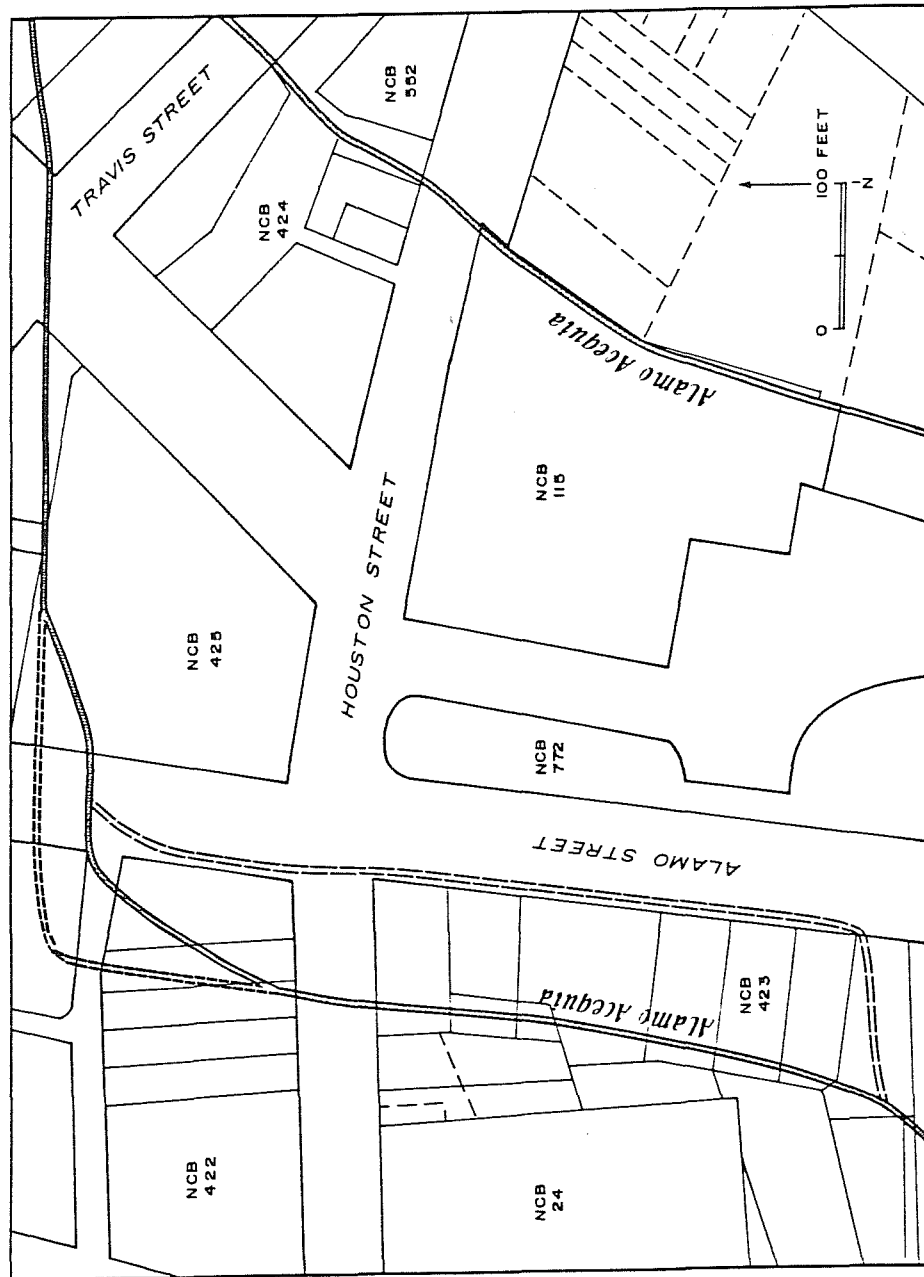 TRAVIS STREET
NCB
552
NCB
424
100 FEET
N
0
Alamo Acequia
NCB
115
HOUSTON STREET
NCB
425
NCB
772
ALAMO STREET
Alamo Acequia
NCB
423
NCB
422
NCB
24